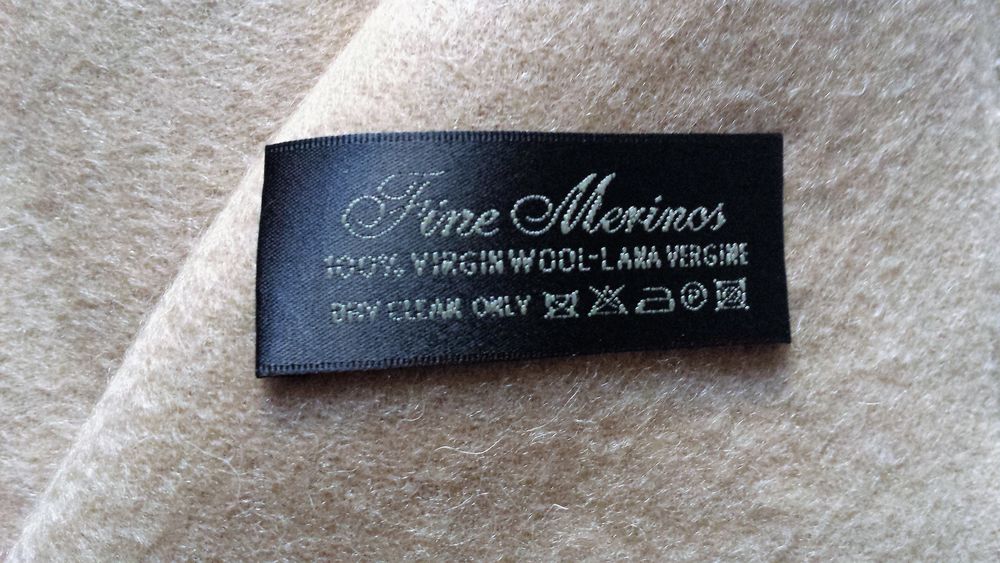 Fine Merinos
100% VIRGIN WOOL-LANA VERGINE
DRY CLEAN ONLY